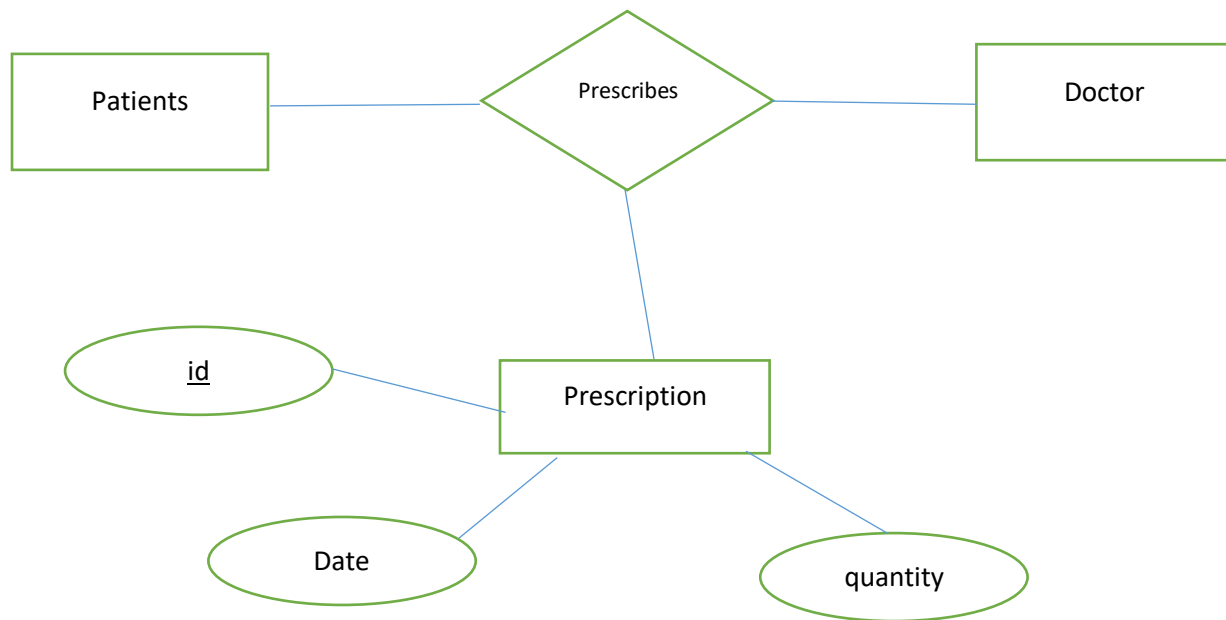 Patients
Prescribes
Doctor
id
Prescription
Date
quantity